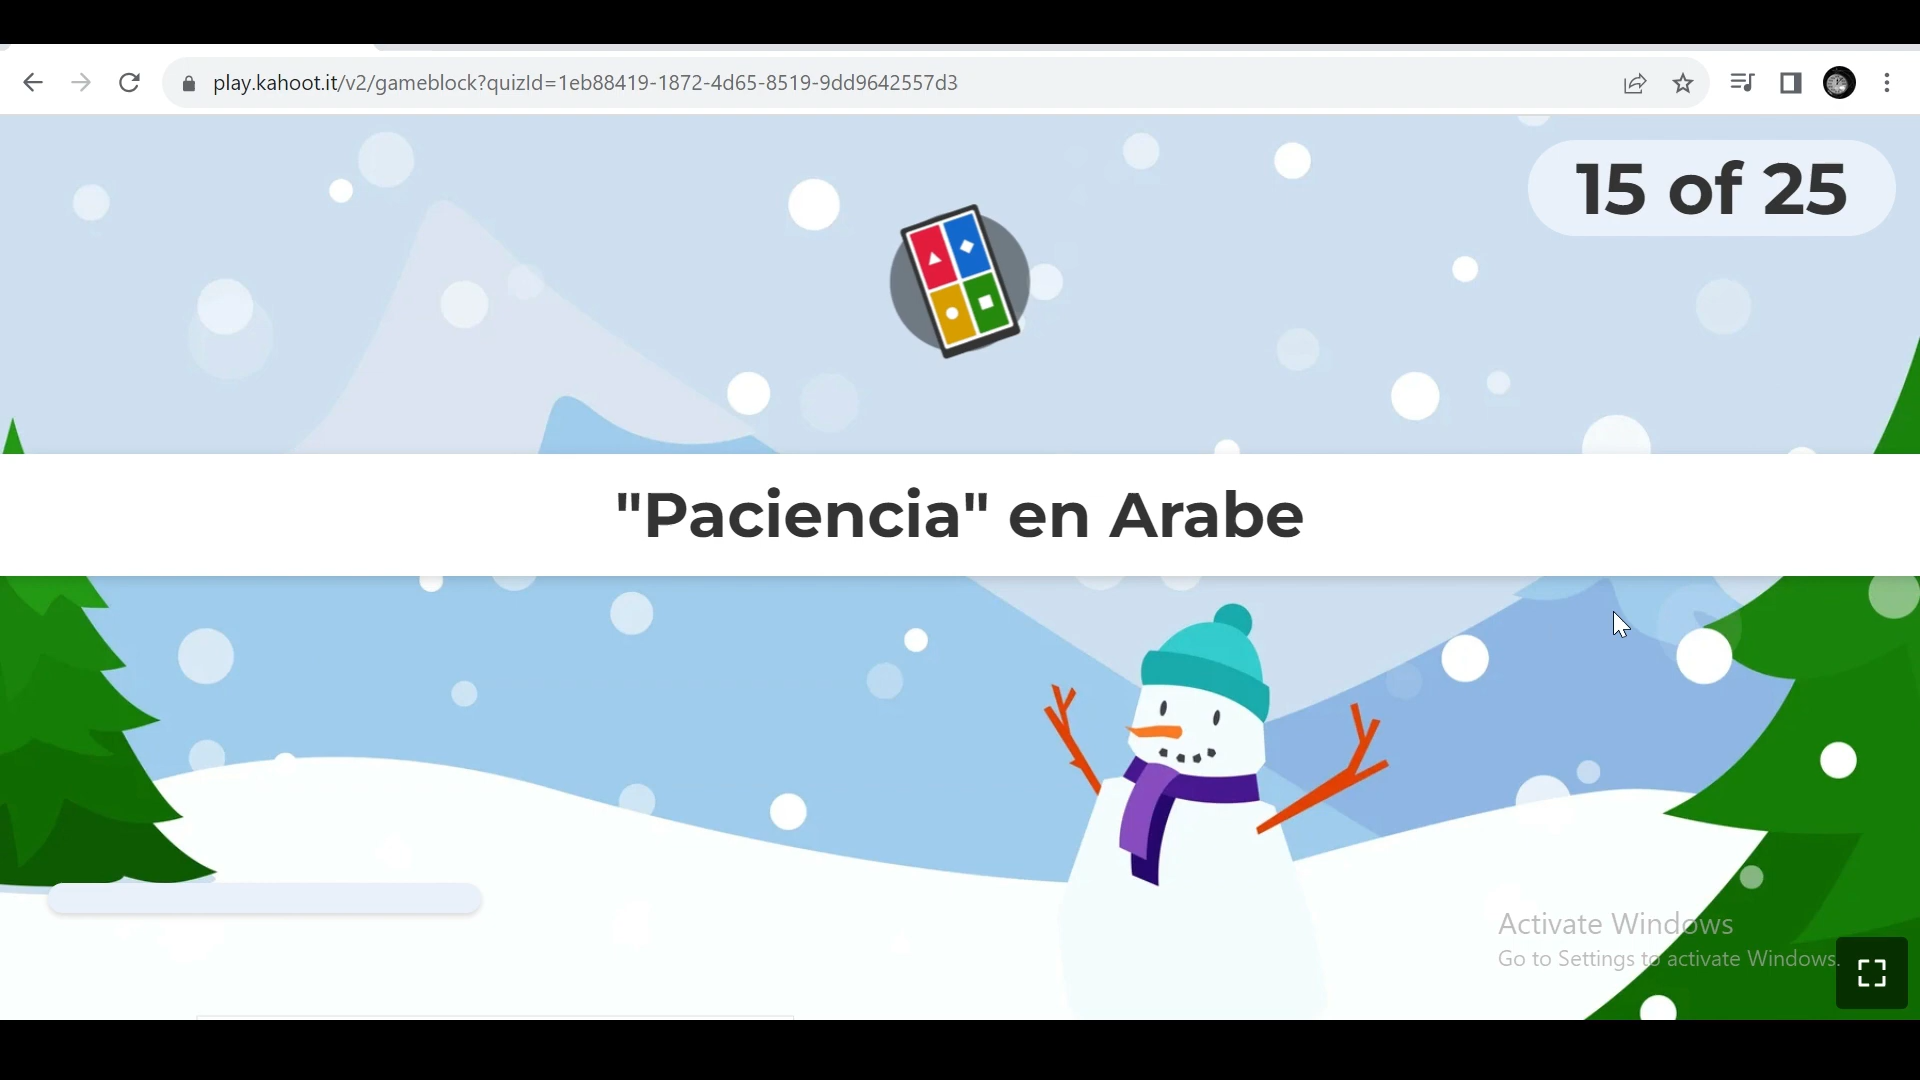 play.kahoot.it/v2/gameblock?quizId=1eb88419-1872-4d65-8519-9dd9642557d3
15 of 25
"Paciencia" en Arabe
Activate Windows
Go to Settings to activate Windows.